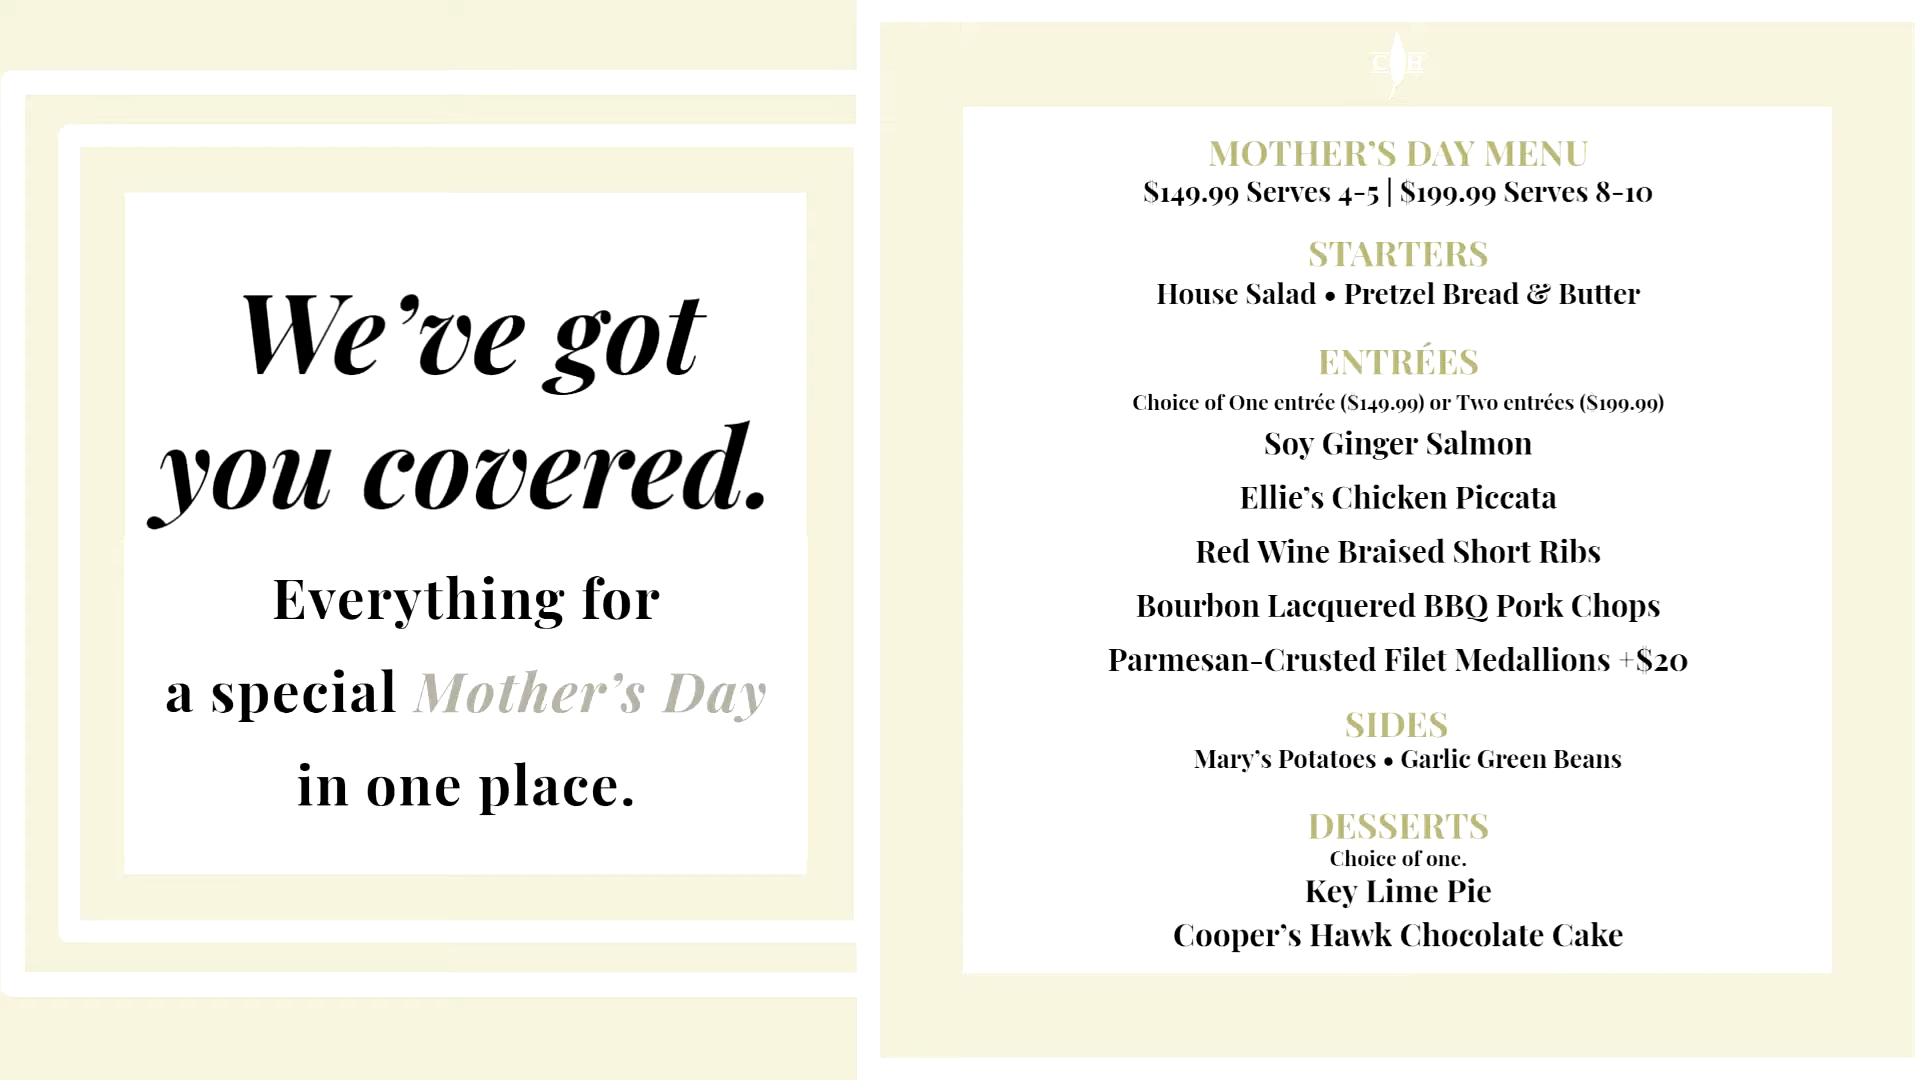 We’ve got
you covered.
Everything for
a special Mother’s Day
in one place.
C H
MOTHER’S DAY MENU
$149.99 Serves 4-5 | $199.99 Serves 8-10
STARTERS
House Salad • Pretzel Bread & Butter
ENTRÉES
Choice of One entrée ($149.99) or Two entrées ($199.99)
Soy Ginger Salmon
Ellie’s Chicken Piccata
Red Wine Braised Short Ribs
Bourbon Lacquered BBQ Pork Chops
Parmesan-Crusted Filet Medallions +$20
SIDES
Mary’s Potatoes • Garlic Green Beans
DESSERTS
Choice of one.
Key Lime Pie
Cooper’s Hawk Chocolate Cake